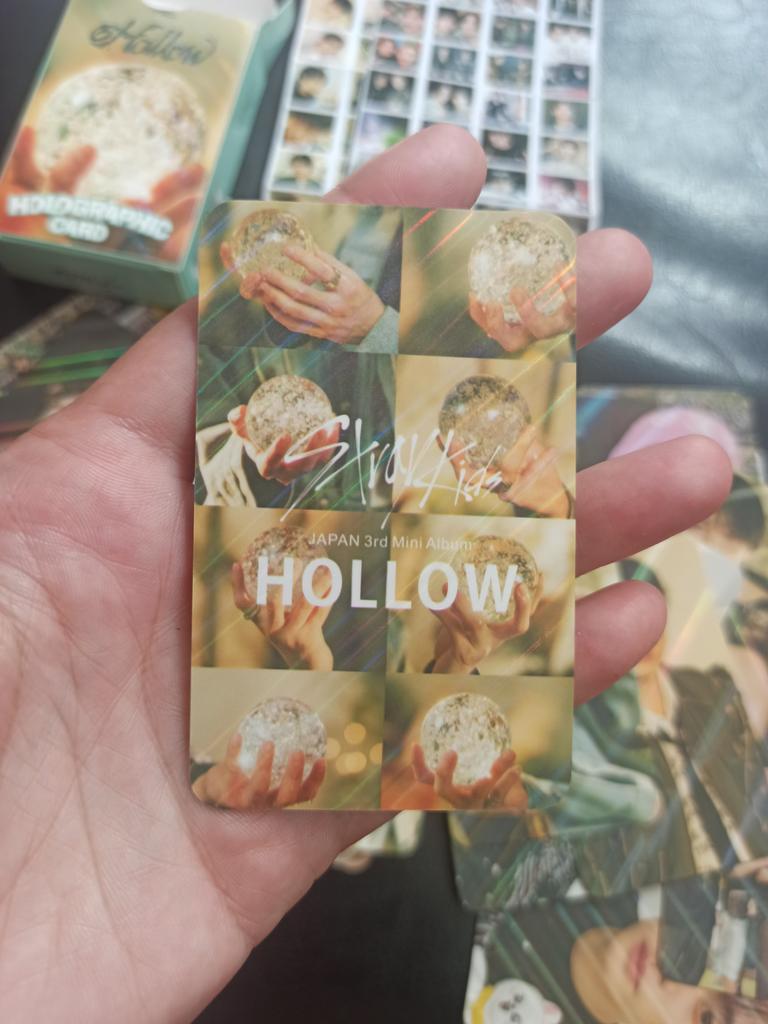 Hollow
HOLOGRAPHIC
CARD
StrayKids
JAPAN 3rd Mini Album
HOLLOW